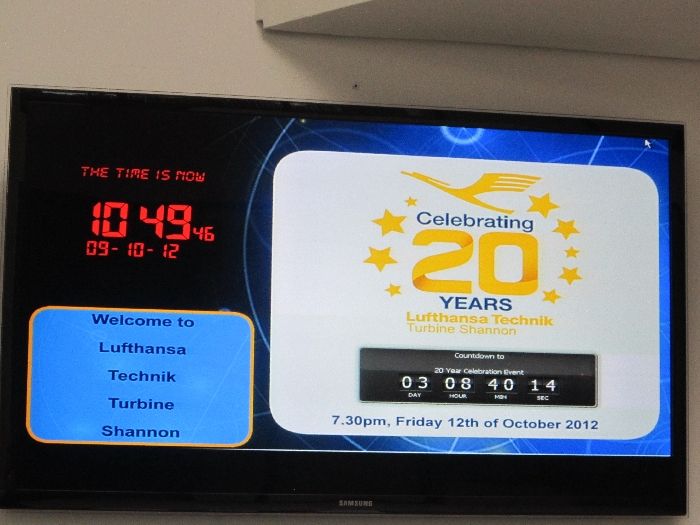 THE TIME IS NOW
10 49 46
09-10-12
Welcome to
Lufthansa
Technik
Turbine
Shannon
Celebrating
20
YEARS
Lufthansa Technik
Turbine Shannon
Countdown to
20 Year Celebration Event
03 08 40 14
DAY HOUR MIN SEC
7.30pm, Friday 12th of October 2012
SAMSUNG